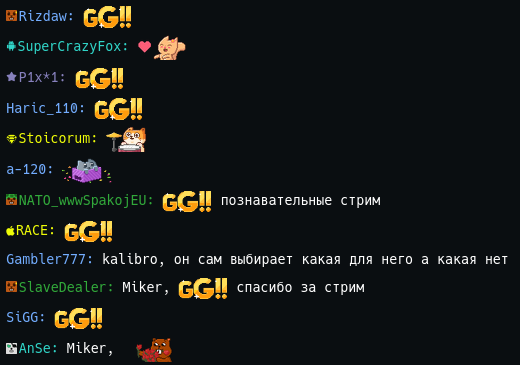 Rizdaw: GG!!
SuperCrazyFox:
P1x*1: GG!!
Haric_110: GG!!
Stoicorum:
a-120:
NATO_wwwSpakojEU: GG!! познавательные стрим
RACE: GG!!
Gambler777: kalibro, он сам выбирает какая для него а какая нет
SlaveDealer: Miker, GG!! спасибо за стрим
SiGG: GG!!
AnSe: Miker,